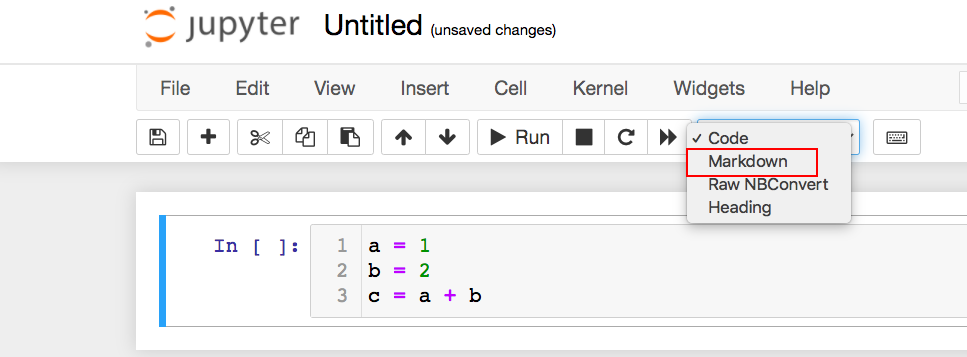 jupyter Untitled (unsaved changes)
File Edit View Insert Cell Kernel Widgets Help
Run
✓ Code
Markdown
Raw NBConvert
Heading
In [ ]:
1 a = 1
2 b = 2
3 c = a + b